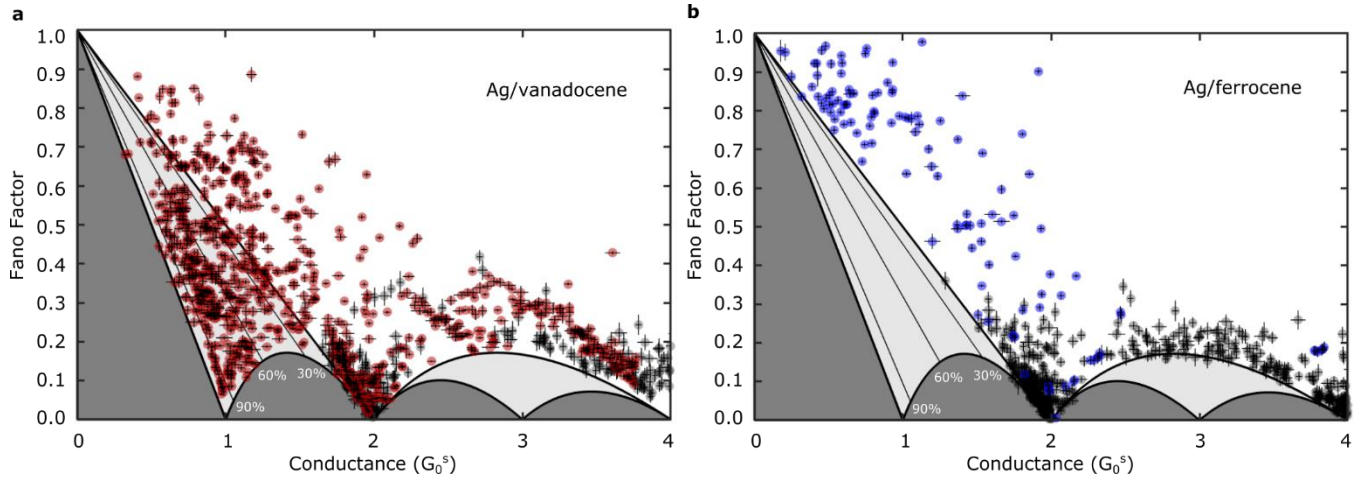 a
1.0
0.9
0.8
0.7
0.6
0.5
0.4
0.3
0.2
0.1
0.0
Fano Factor
Ag/vanadocene
90%
60%
30%
0 1 2 3 4
Conductance (G₀ˢ)
b
1.0
0.9
0.8
0.7
0.6
0.5
0.4
0.3
0.2
0.1
0.0
Fano Factor
Ag/ferrocene
90%
60%
30%
0 1 2 3 4
Conductance (G₀ˢ)